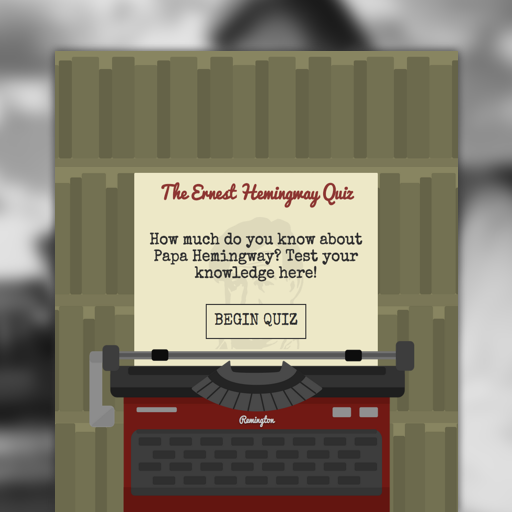 The Ernest Hemingway Quiz
How much do you know about
Papa Hemingway? Test your
knowledge here!
BEGIN QUIZ
Remington